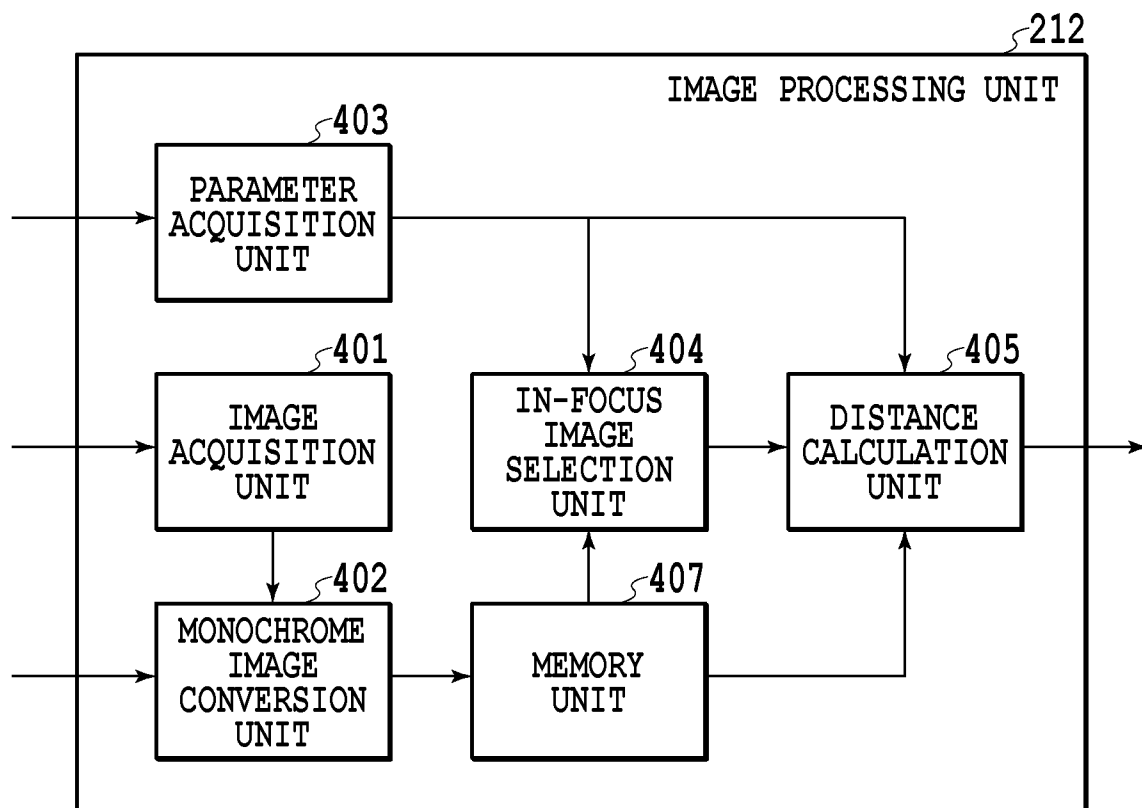 212
IMAGE PROCESSING UNIT
403
PARAMETER
ACQUISITION
UNIT
401
IMAGE
ACQUISITION
UNIT
404
IN-FOCUS
IMAGE
SELECTION
UNIT
405
DISTANCE
CALCULATION
UNIT
402
MONOCHROME
IMAGE
CONVERSION
UNIT
407
MEMORY
UNIT